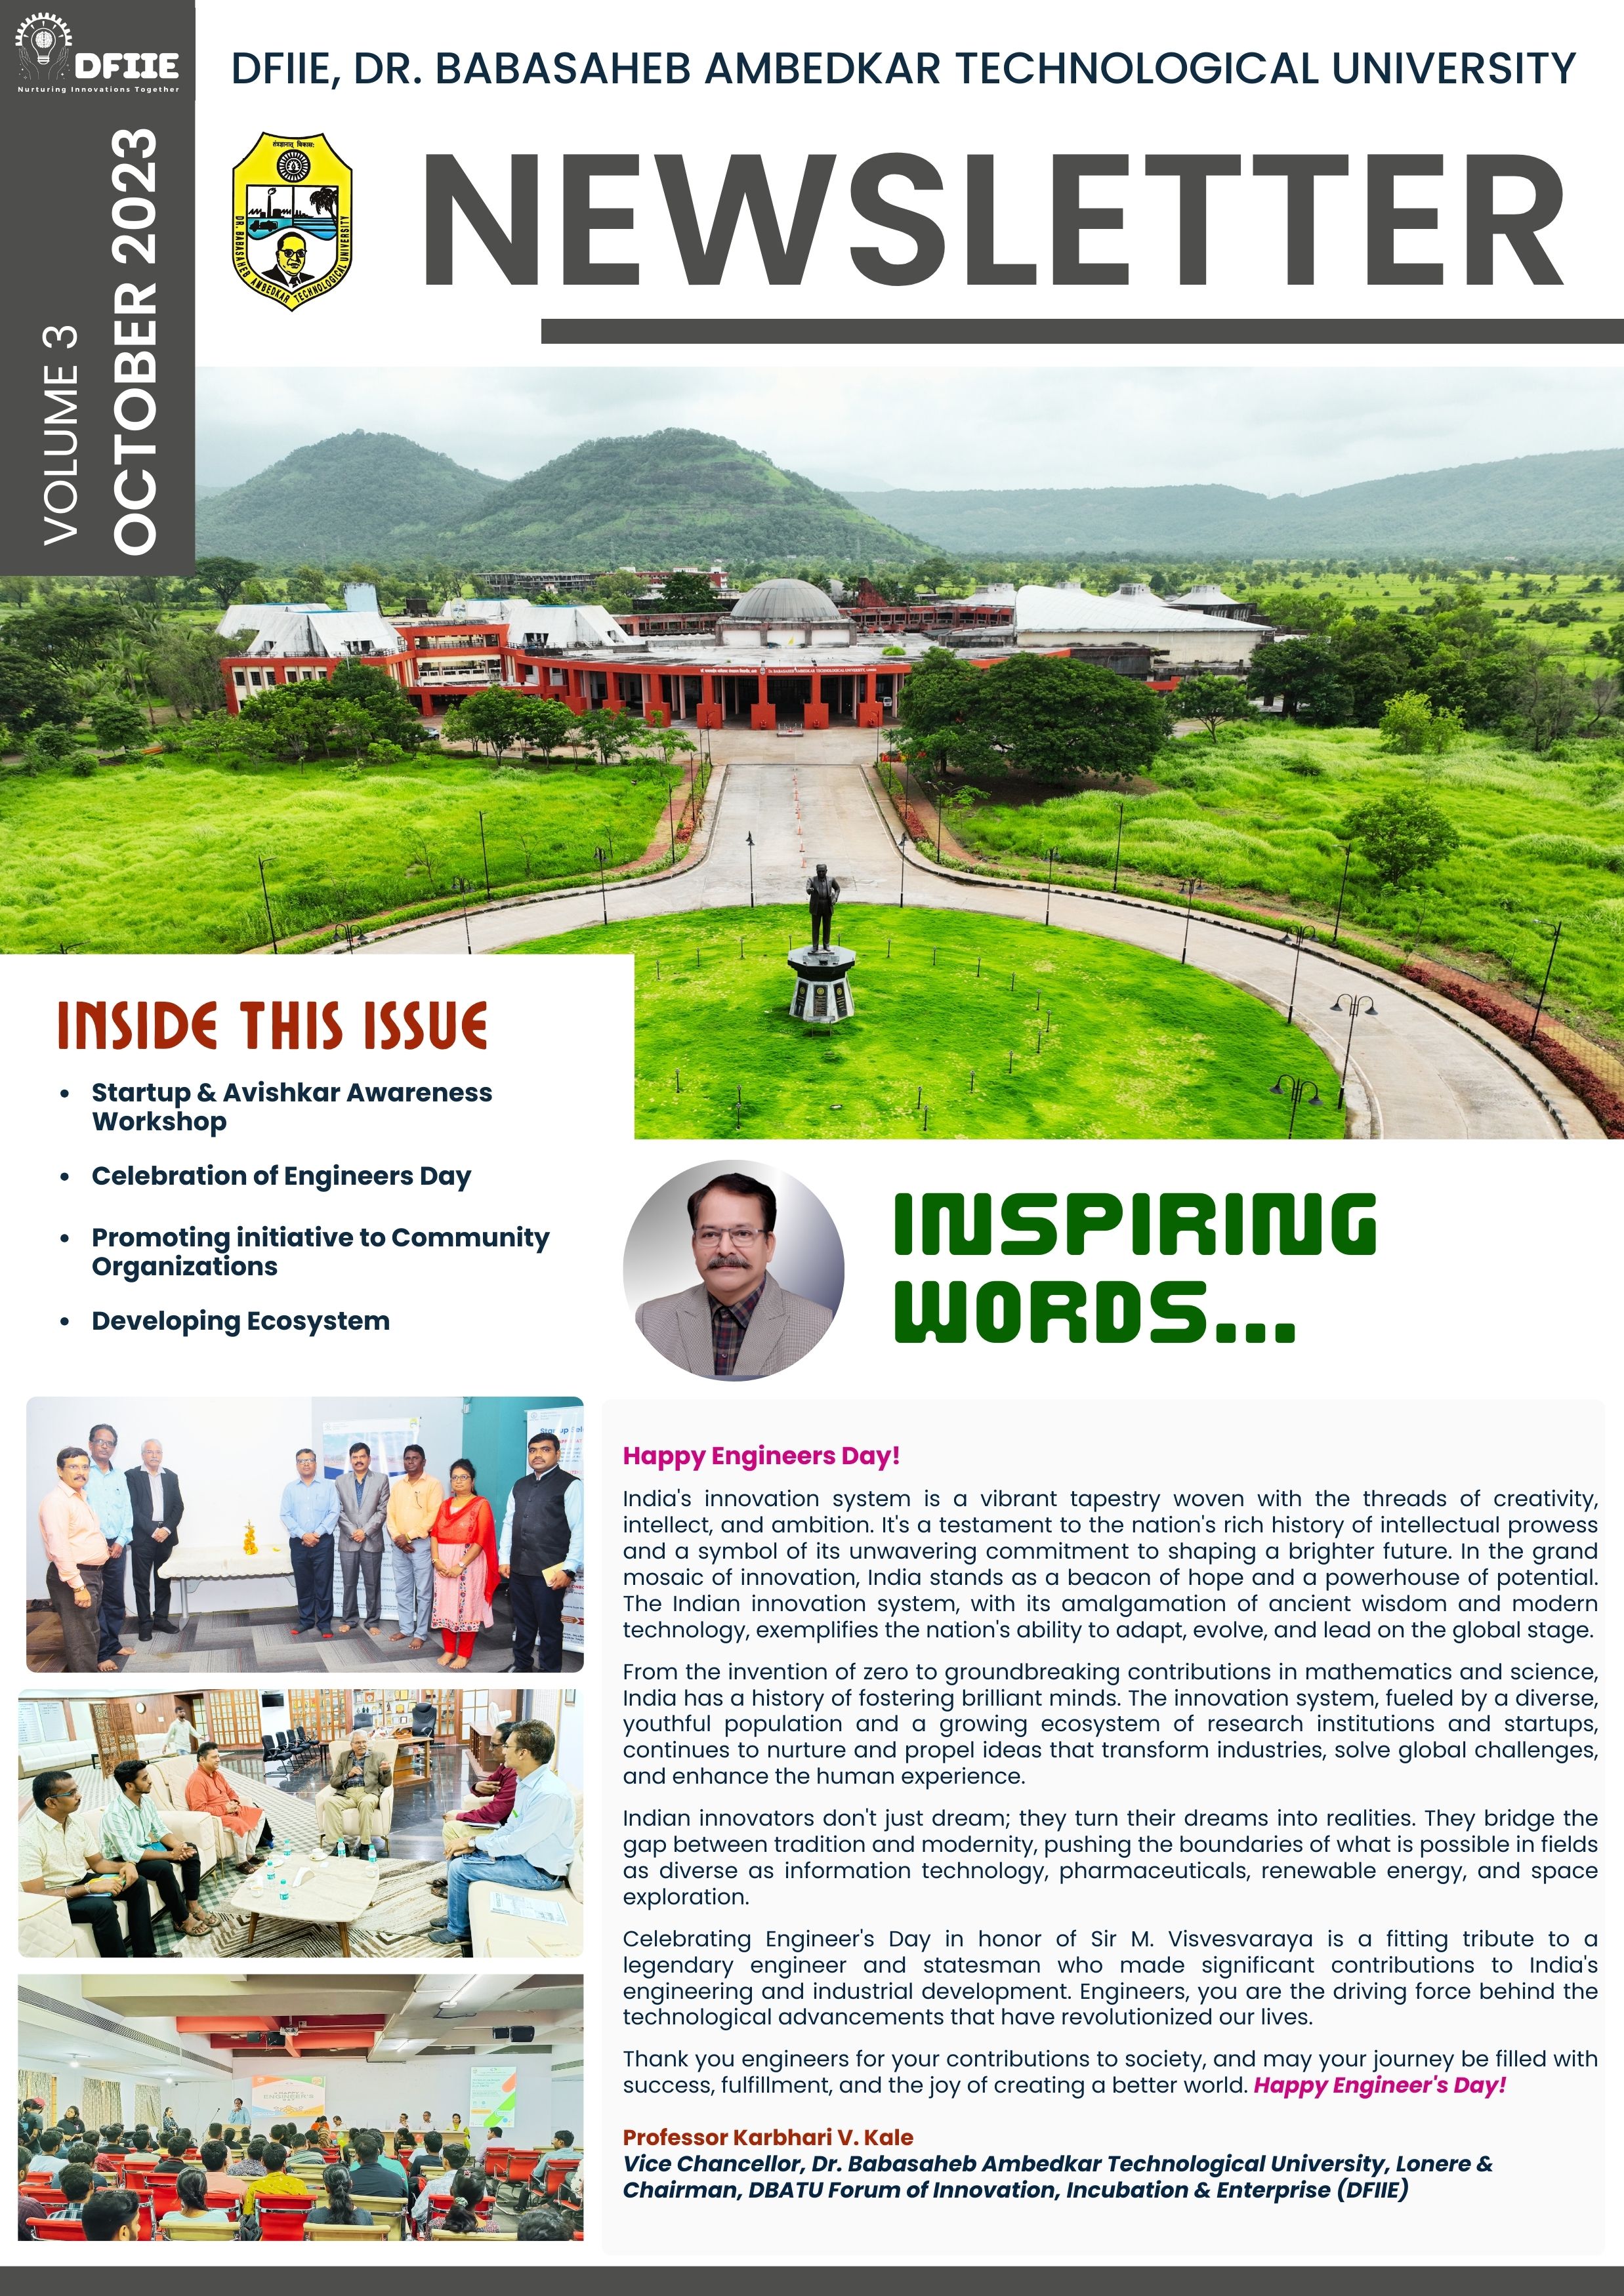 DFIIE
Nurturing Innovations Together
VOLUME 3
OCTOBER 2023
DFIIE, DR. BABASAHEB AMBEDKAR TECHNOLOGICAL UNIVERSITY
DR. BABASAHEB AMBEDKAR TECHNOLOGICAL UNIVERSITY
NEWSLETTER
INSIDE THIS ISSUE
• Startup & Avishkar Awareness
Workshop
• Celebration of Engineers Day
• Promoting initiative to Community
Organizations
• Developing Ecosystem
INSPIRING
WORDS...
Happy Engineers Day!
India's innovation system is a vibrant tapestry woven with the threads of creativity,
intellect, and ambition. It's a testament to the nation's rich history of intellectual prowess
and a symbol of its unwavering commitment to shaping a brighter future. In the grand
mosaic of innovation, India stands as a beacon of hope and a powerhouse of potential.
The Indian innovation system, with its amalgamation of ancient wisdom and modern
technology, exemplifies the nation's ability to adapt, evolve, and lead on the global stage.
From the invention of zero to groundbreaking contributions in mathematics and science,
India has a history of fostering brilliant minds. The innovation system, fueled by a diverse,
youthful population and a growing ecosystem of research institutions and startups,
continues to nurture and propel ideas that transform industries, solve global challenges,
and enhance the human experience.
Indian innovators don't just dream; they turn their dreams into realities. They bridge the
gap between tradition and modernity, pushing the boundaries of what is possible in fields
as diverse as information technology, pharmaceuticals, renewable energy, and space
exploration.
Celebrating Engineer's Day in honor of Sir M. Visvesvaraya is a fitting tribute to a
legendary engineer and statesman who made significant contributions to India's
engineering and industrial development. Engineers, you are the driving force behind the
technological advancements that have revolutionized our lives.
Thank you engineers for your contributions to society, and may your journey be filled with
success, fulfillment, and the joy of creating a better world. Happy Engineer's Day!
Professor Karbhari V. Kale
Vice Chancellor, Dr. Babasaheb Ambedkar Technological University, Lonere &
Chairman, DBATU Forum of Innovation, Incubation & Enterprise (DFIIE)